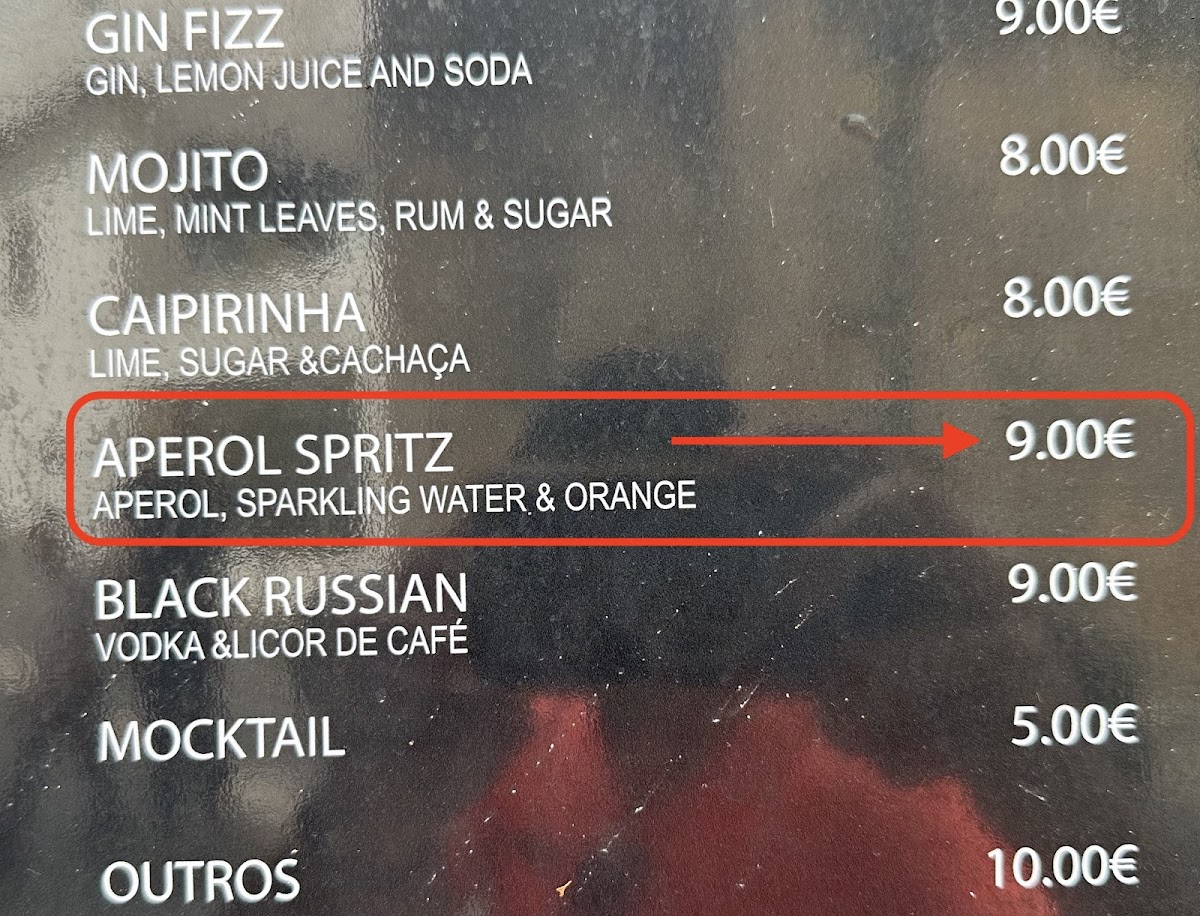 GIN FIZZ 9.00€
GIN, LEMON JUICE AND SODA
MOJITO 8.00€
LIME, MINT LEAVES, RUM & SUGAR
CAIPIRINHA 8.00€
LIME, SUGAR &CACHAÇA
APEROL SPRITZ 9.00€
APEROL, SPARKLING WATER & ORANGE
BLACK RUSSIAN 9.00€
VODKA &LICOR DE CAFÉ
MOCKTAIL 5.00€
OUTROS 10.00€